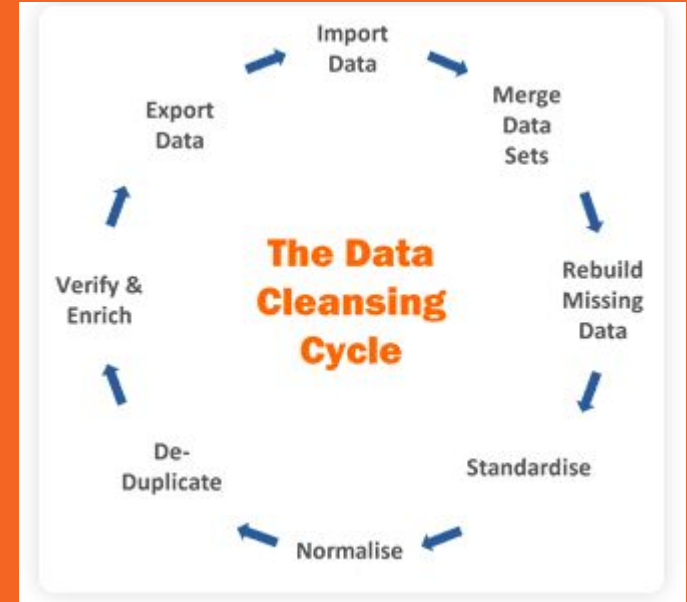 Import
Data
Merge
Data
Sets
Rebuild
Missing
Data
Standardise
Normalise
De-
Duplicate
Verify &
Enrich
Export
Data
The Data
Cleansing
Cycle